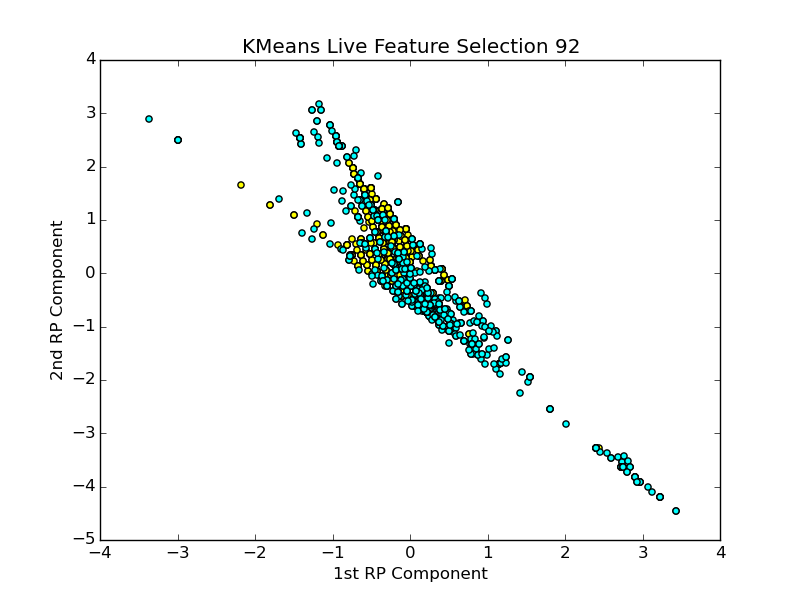 KMeans Live Feature Selection 92
4
3
2
1
0
−1
−2
−3
−4
−5
2nd RP Component
−4 −3 −2 −1 0 1 2 3 4
1st RP Component